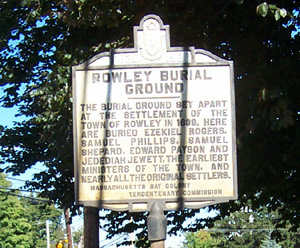 ROWLEY BURIAL
GROUND
THE BURIAL GROUND SET APART
AT THE SETTLEMENT OF THE
TOWN OF ROWLEY IN 1639. HERE
ARE BURIED EZEKIEL ROGERS,
SAMUEL PHILLIPS, SAMUEL
SHEPARD, EDWARD PAYSON AND
JEDEDIAH JEWETT, THE EARLIEST
MINISTERS OF THE TOWN, AND
NEARLY ALL THE ORIGINAL SETTLERS.
MASSACHUSETTS BAY COLONY
TERCENTENARY COMMISSION